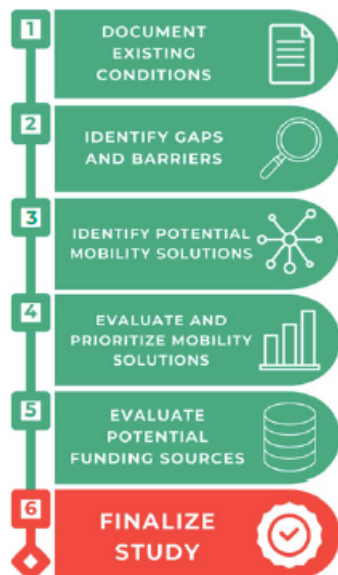 1
DOCUMENT
EXISTING
CONDITIONS
2
IDENTIFY GAPS
AND BARRIERS
3
IDENTIFY POTENTIAL
MOBILITY SOLUTIONS
4
EVALUATE AND
PRIORITIZE MOBILITY
SOLUTIONS
5
EVALUATE
POTENTIAL
FUNDING SOURCES
6
FINALIZE
STUDY